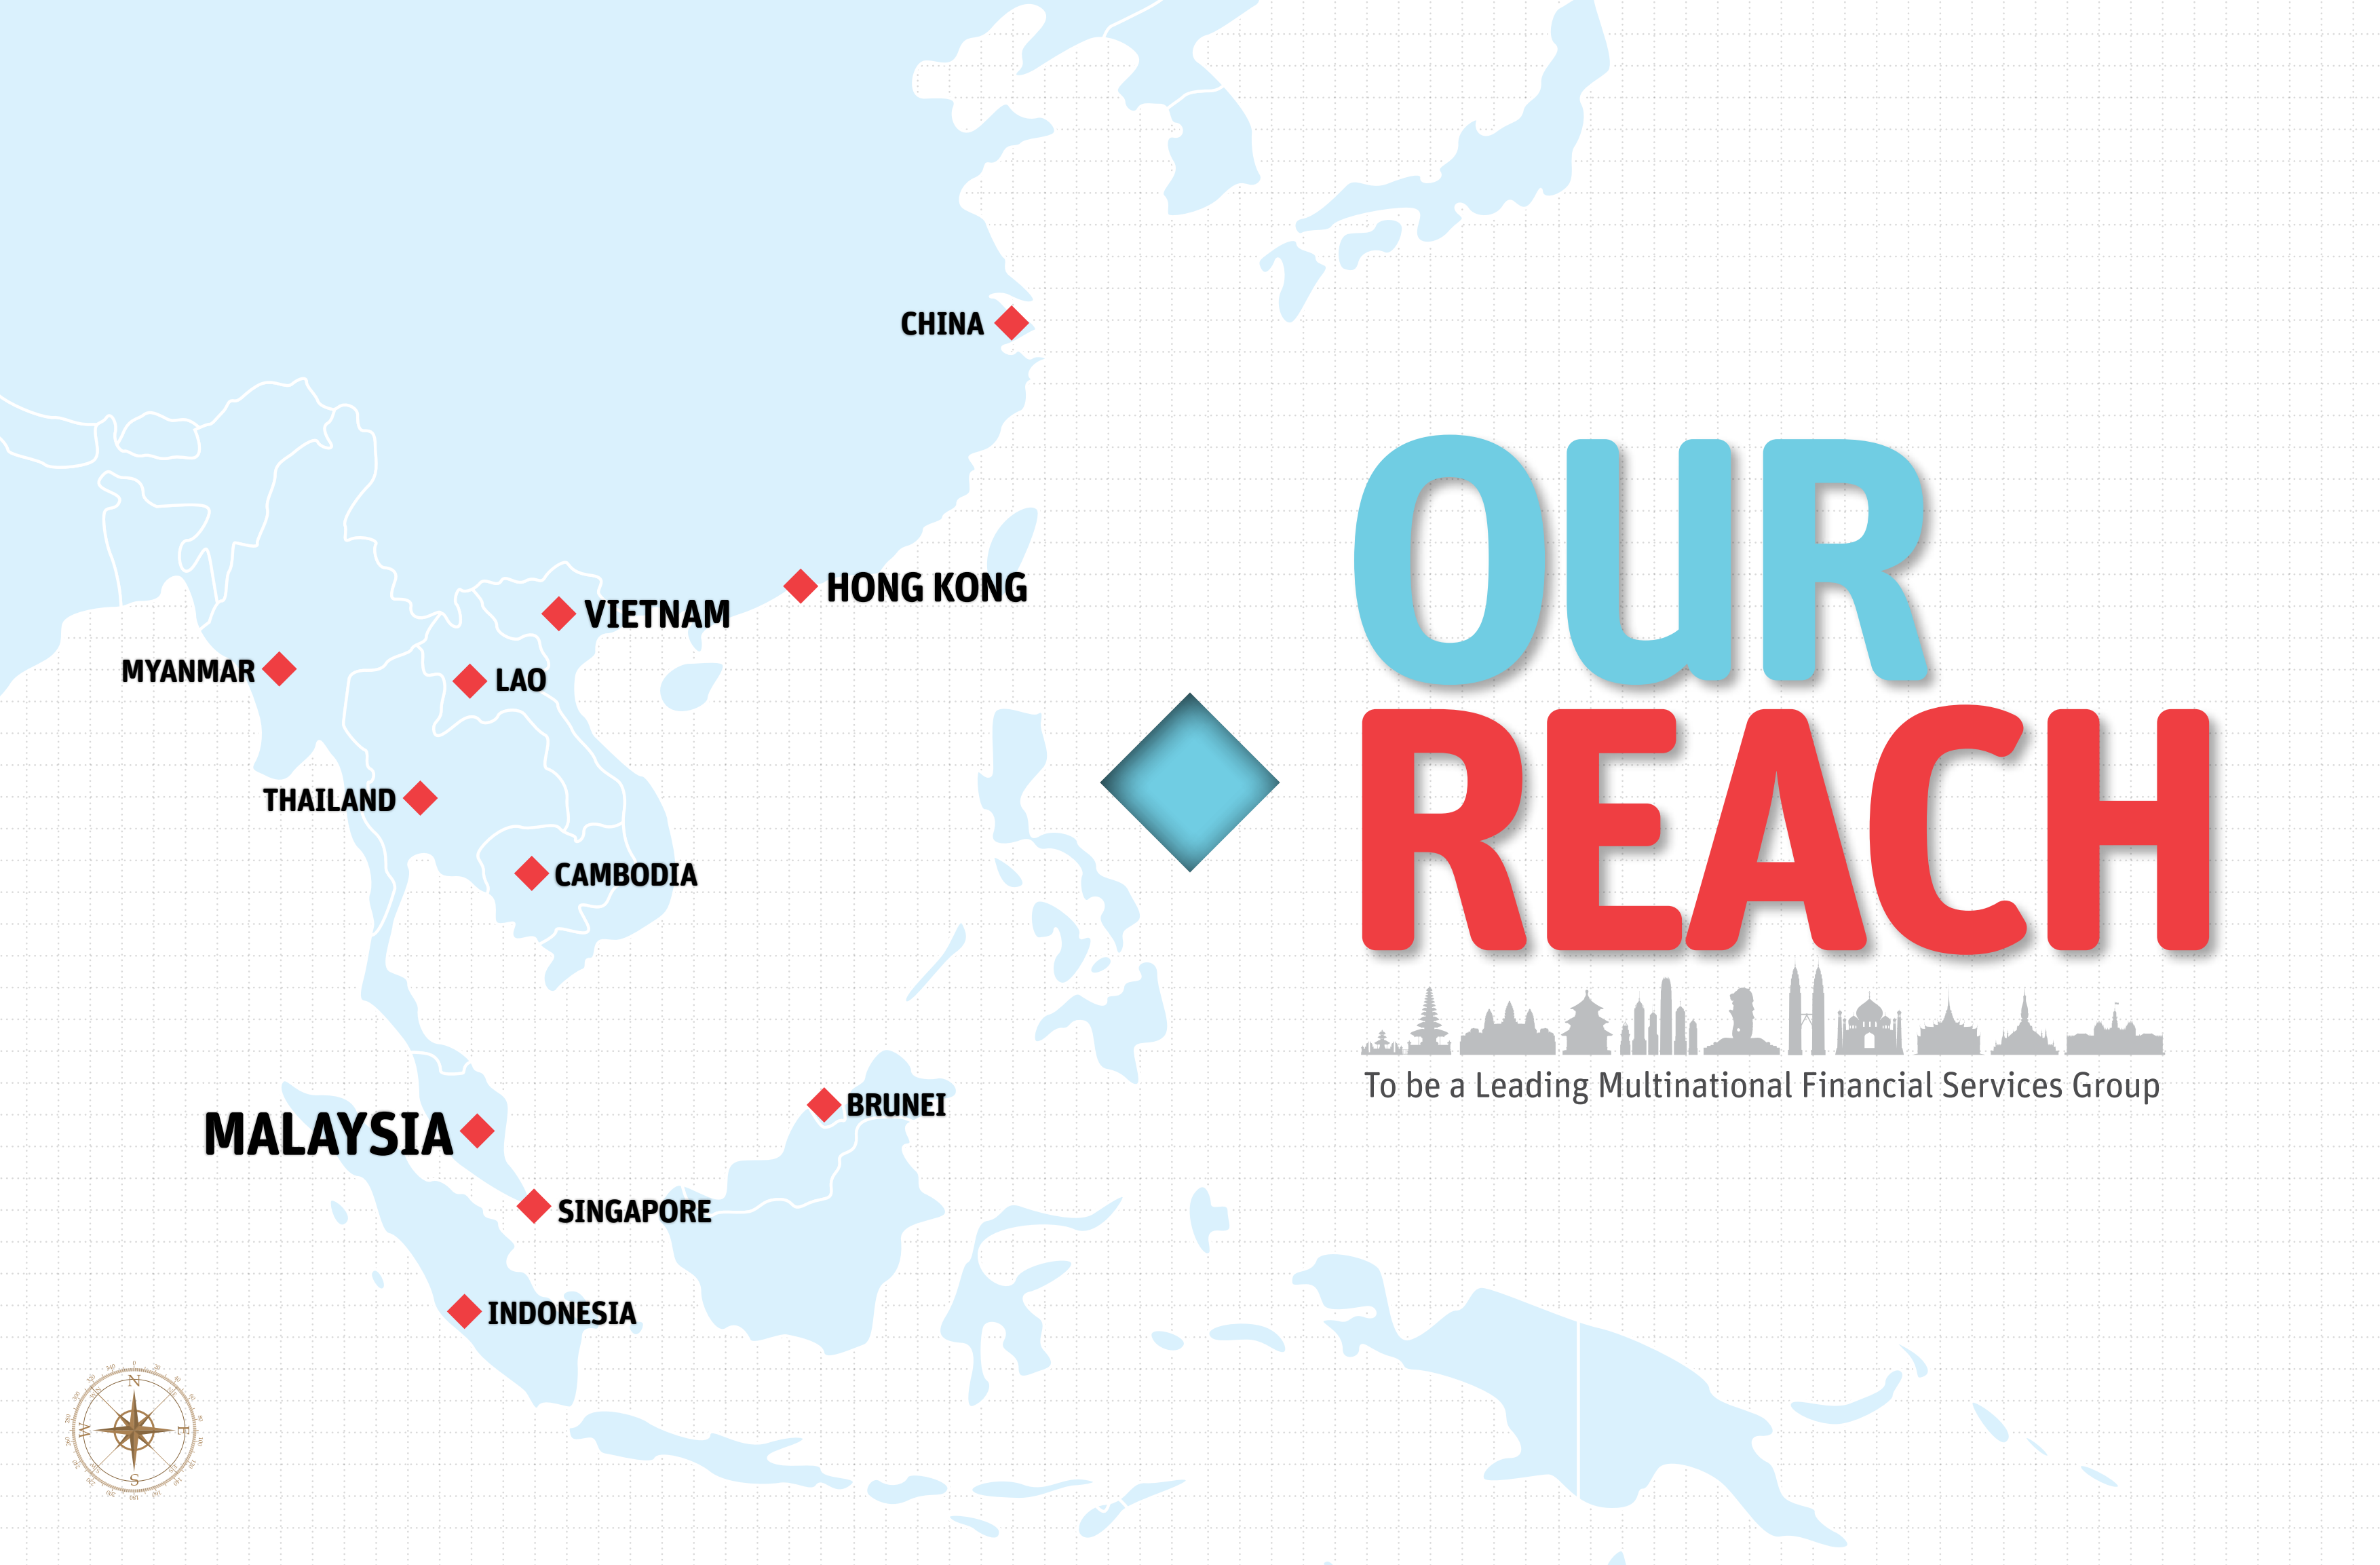 CHINA
HONG KONG
VIETNAM
MYANMAR
LAO
THAILAND
CAMBODIA
BRUNEI
MALAYSIA
SINGAPORE
INDONESIA
OUR
REACH
To be a Leading Multinational Financial Services Group
N
W
E
S